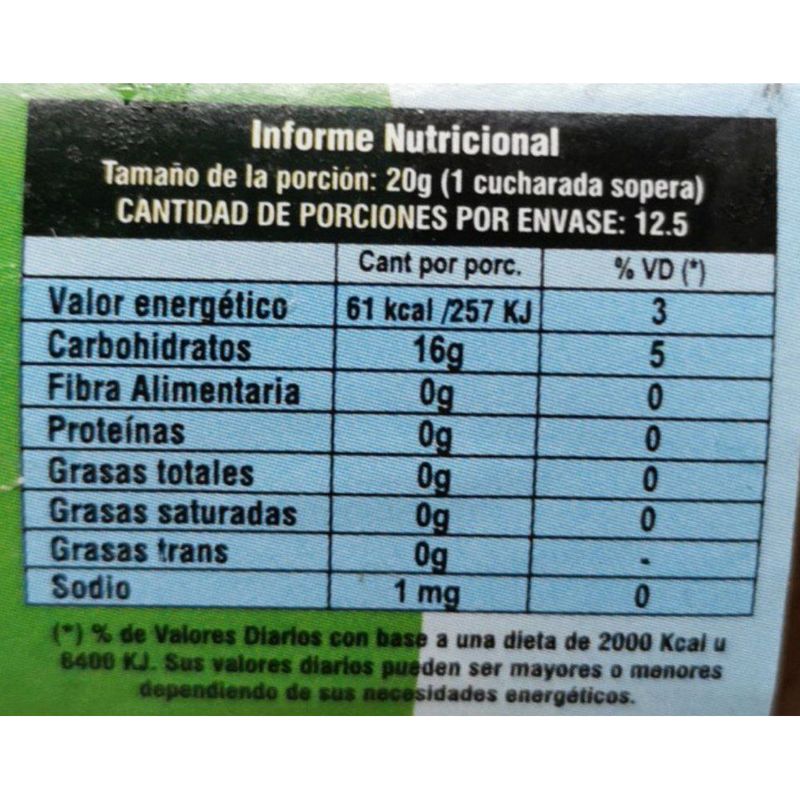 Informe Nutricional
Tamaño de la porción: 20g (1 cucharada sopera)
CANTIDAD DE PORCIONES POR ENVASE: 12.5
Cant por porc. % VD (*)
Valor energético 61 kcal /257 KJ 3
Carbohidratos 16g 5
Fibra Alimentaria 0g 0
Proteínas 0g 0
Grasas totales 0g 0
Grasas saturadas 0g 0
Grasas trans 0g -
Sodio 1 mg 0
(*) % de Valores Diarios con base a una dieta de 2000 Kcal u
8400 KJ. Sus valores diarios pueden ser mayores o menores
dependiendo de sus necesidades energéticos.